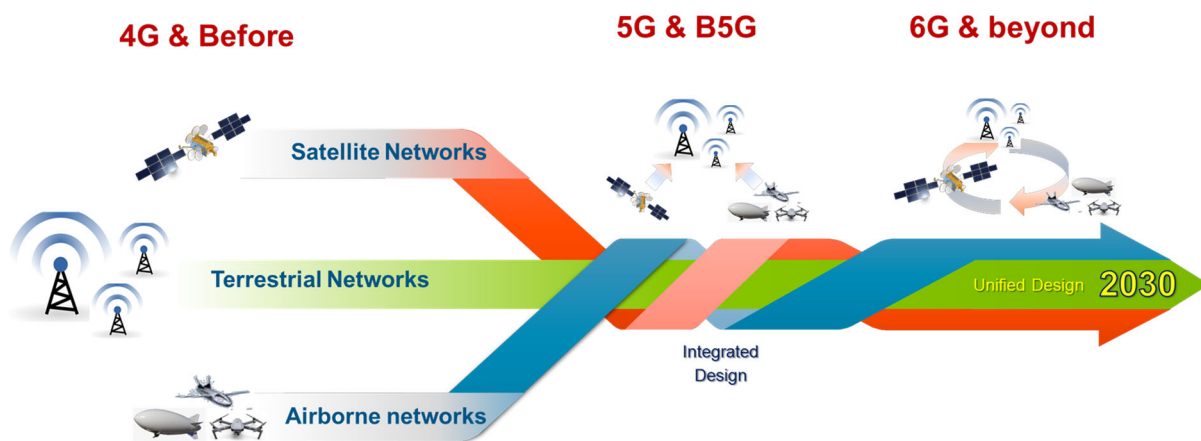 4G & Before
5G & B5G
6G & beyond
Satellite Networks
Terrestrial Networks
Airborne networks
Integrated
Design
Unified Design
2030